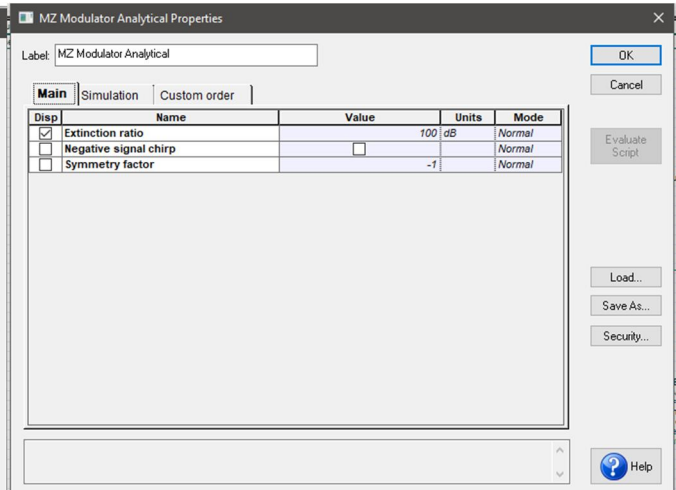 MZ Modulator Analytical Properties
Label: MZ Modulator Analytical
OK
Cancel
Main Simulation Custom order
Disp Name Value Units Mode
Extinction ratio 100 dB Normal
Negative signal chirp Normal
Symmetry factor -1 Normal
Evaluate
Script
Load...
Save As...
Security...
Help